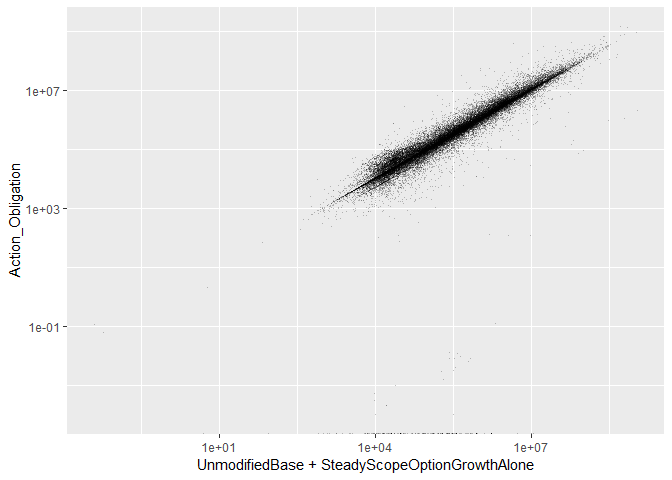 1e+07
1e+03
1e-01
Action_Obligation
1e+01
1e+04
1e+07
UnmodifiedBase + SteadyScopeOptionGrowthAlone